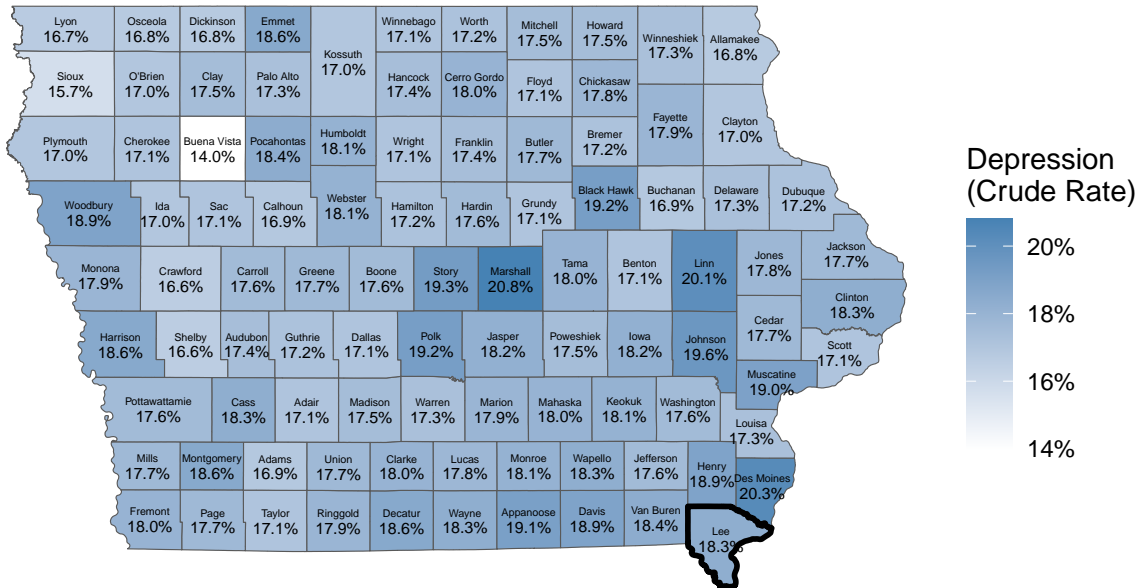 Lyon
16.7%
Osceola
16.8%
Dickinson
16.8%
Emmet
18.6%
Kossuth
17.0%
Winnebago
17.1%
Worth
17.2%
Mitchell
17.5%
Howard
17.5%
Winneshiek
17.3%
Allamakee
16.8%
Sioux
15.7%
O'Brien
17.0%
Clay
17.5%
Palo Alto
17.3%
Hancock
17.4%
Cerro Gordo
18.0%
Floyd
17.1%
Chickasaw
17.8%
Fayette
17.9%
Clayton
17.0%
Plymouth
17.0%
Cherokee
17.1%
Buena Vista
14.0%
Pocahontas
18.4%
Humboldt
18.1%
Wright
17.1%
Franklin
17.4%
Butler
17.7%
Bremer
17.2%
Woodbury
18.9%
Ida
17.0%
Sac
17.1%
Calhoun
16.9%
Webster
18.1%
Hamilton
17.2%
Hardin
17.6%
Grundy
17.1%
Black Hawk
19.2%
Buchanan
16.9%
Delaware
17.3%
Dubuque
17.2%
Monona
17.9%
Crawford
16.6%
Carroll
17.6%
Greene
17.7%
Boone
17.6%
Story
19.3%
Marshall
20.8%
Tama
18.0%
Benton
17.1%
Linn
20.1%
Jones
17.8%
Jackson
17.7%
Clinton
18.3%
Harrison
18.6%
Shelby
16.6%
Audubon
17.4%
Guthrie
17.2%
Dallas
17.1%
Polk
19.2%
Jasper
18.2%
Poweshiek
17.5%
Iowa
18.2%
Johnson
19.6%
Cedar
17.7%
Scott
17.1%
Muscatine
19.0%
Pottawattamie
17.6%
Cass
18.3%
Adair
17.1%
Madison
17.5%
Warren
17.3%
Marion
17.9%
Mahaska
18.0%
Keokuk
18.1%
Washington
17.6%
Louisa
17.3%
Mills
17.7%
Montgomery
18.6%
Adams
16.9%
Union
17.7%
Clarke
18.0%
Lucas
17.8%
Monroe
18.1%
Wapello
18.3%
Jefferson
17.6%
Henry
18.9%
Des Moines
20.3%
Fremont
18.0%
Page
17.7%
Taylor
17.1%
Ringgold
17.9%
Decatur
18.6%
Wayne
18.3%
Appanoose
19.1%
Davis
18.9%
Van Buren
18.4%
Lee
18.3%
Depression
(Crude Rate)
20%
18%
16%
14%